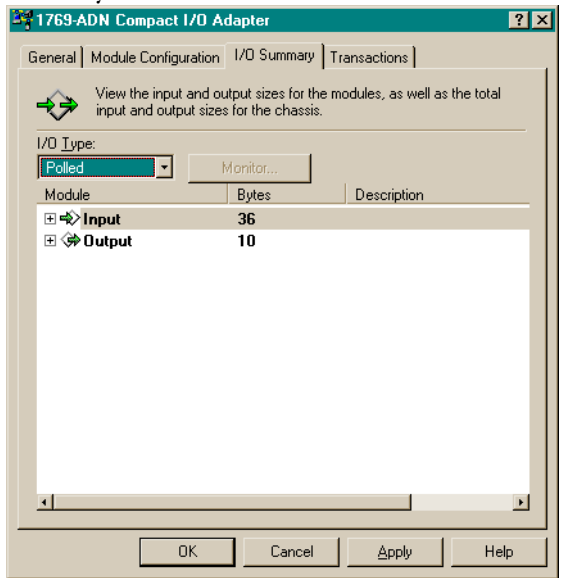 1769-ADN Compact I/O Adapter
General Module Configuration I/O Summary Transactions
View the input and output sizes for the modules, as well as the total
input and output sizes for the chassis.
I/O Type:
Polled Monitor...
Module Bytes Description
Input 36
Output 10
OK Cancel Apply Help